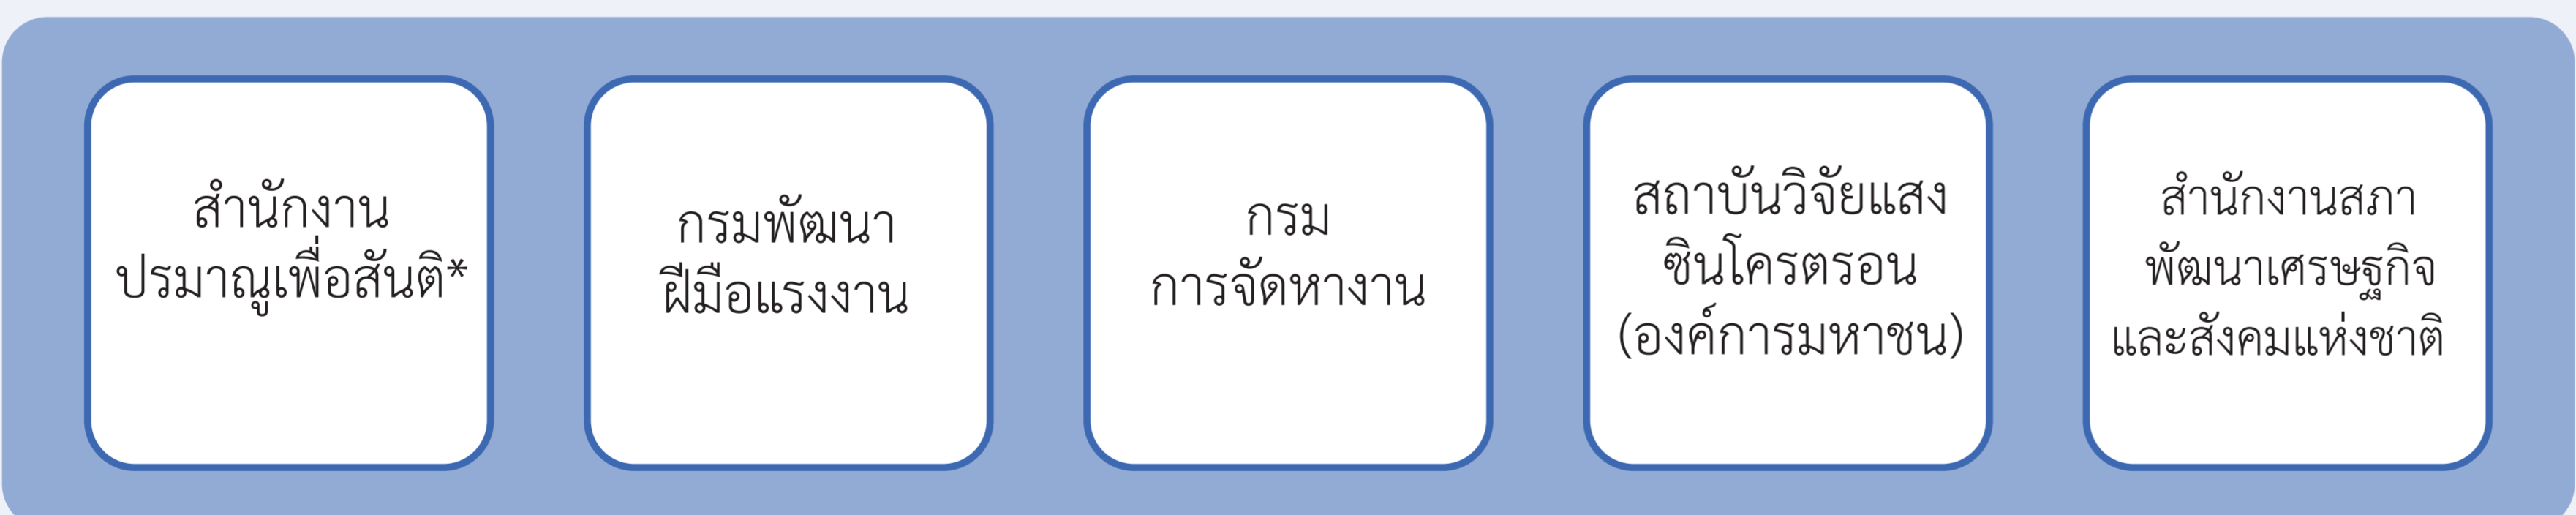 สำนักงาน
ปรมาณูเพื่อสันติ*
กรมพัฒนา
ฝีมือแรงงาน
กรม
การจัดหางาน
สถาบันวิจัยแสง
ซินโครตรอน
(องค์การมหาชน)
สำนักงานสภา
พัฒนาเศรษฐกิจ
และสังคมแห่งชาติ